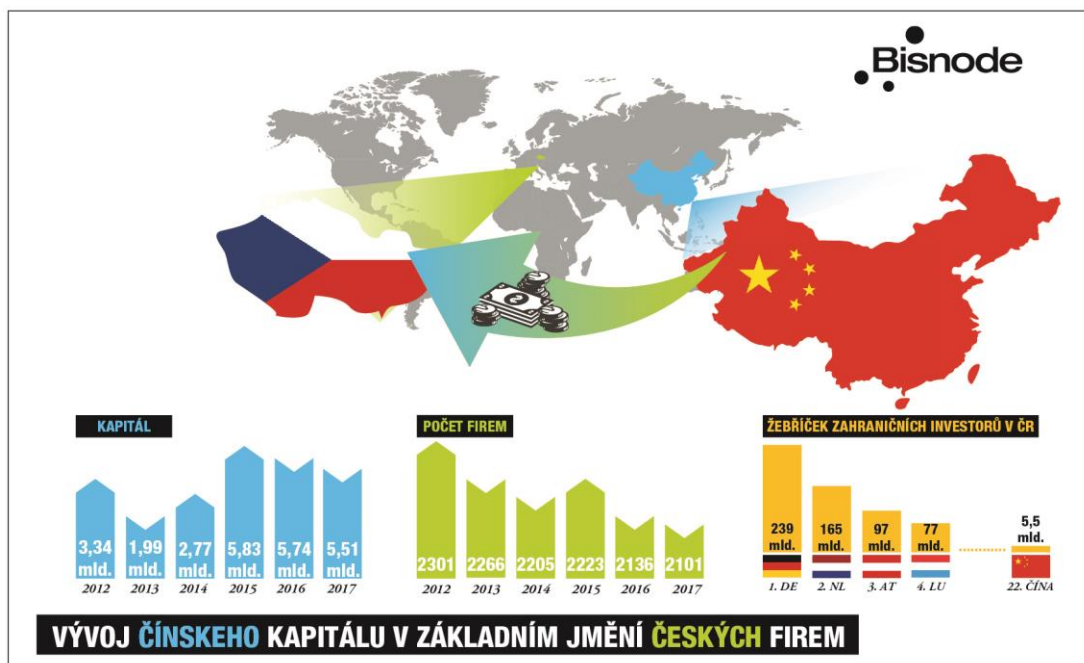 Bisnode
KAPITÁL
3,34
mld.
1,99
mld.
2,77
mld.
5,83
mld.
5,74
mld.
5,51
mld.
2012
2013
2014
2015
2016
2017
POČET FIREM
2301
2266
2205
2223
2136
2101
2012
2013
2014
2015
2016
2017
ŽEBŘÍČEK ZAHRANIČNÍCH INVESTORŮ V ČR
239
mld.
165
mld.
97
mld.
77
mld.
5,5
mld.
1. DE
2. NL
3. AT
4. LU
22. ČÍNA
VÝVOJ ČÍNSKEHO KAPITÁLU V ZÁKLADNÍM JMĚNÍ ČESKÝCH FIREM